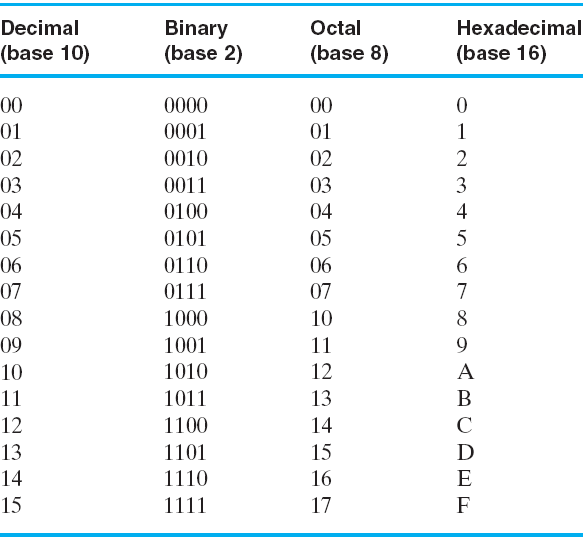 Decimal Binary Octal Hexadecimal
(base 10) (base 2) (base 8) (base 16)
00 0000 00 0
01 0001 01 1
02 0010 02 2
03 0011 03 3
04 0100 04 4
05 0101 05 5
06 0110 06 6
07 0111 07 7
08 1000 10 8
09 1001 11 9
10 1010 12 A
11 1011 13 B
12 1100 14 C
13 1101 15 D
14 1110 16 E
15 1111 17 F